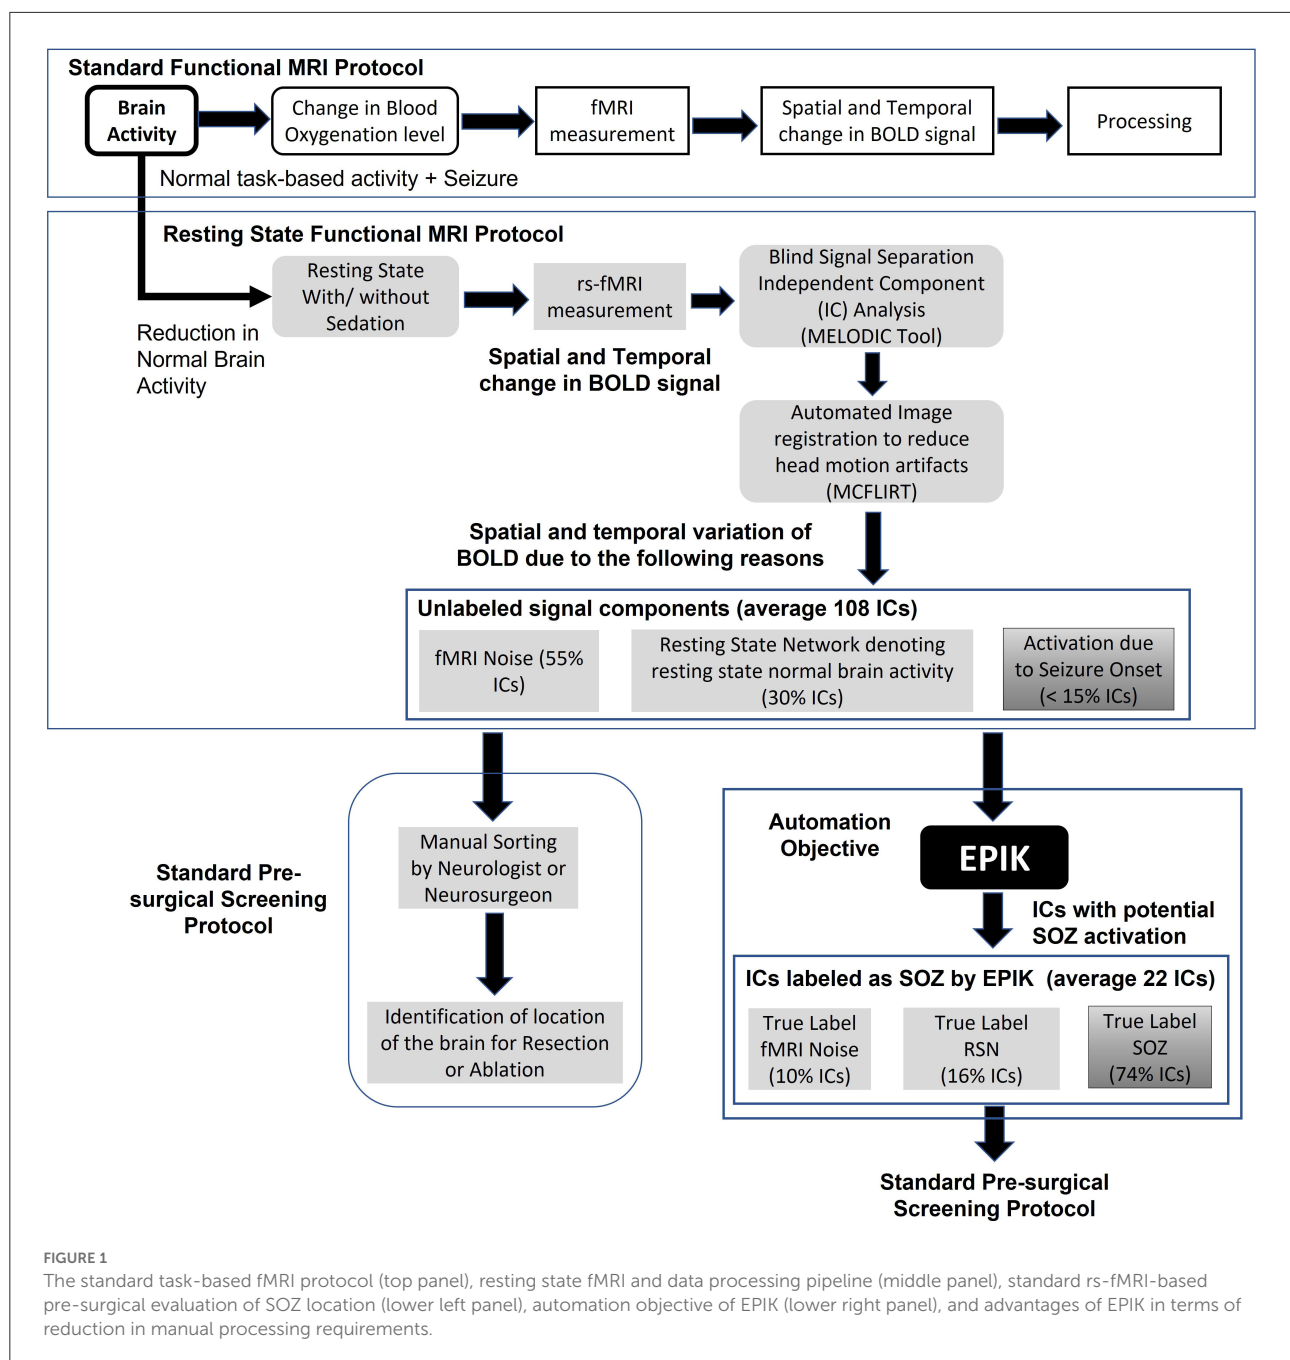 Standard Functional MRI Protocol
Brain
Activity
Change in Blood
Oxygenation level
fMRI
measurement
Spatial and Temporal
change in BOLD signal
Processing
Normal task-based activity + Seizure
Resting State Functional MRI Protocol
Resting State
With/ without
Sedation
rs-fMRI
measurement
Blind Signal Separation
Independent Component
(IC) Analysis
(MELODIC Tool)
Reduction in
Normal Brain
Activity
Spatial and Temporal
change in BOLD signal
Automated Image
registration to reduce
head motion artifacts
(MCFLIRT)
Spatial and temporal variation of
BOLD due to the following reasons
Unlabeled signal components (average 108 ICs)
fMRI Noise (55%
ICs)
Resting State Network denoting
resting state normal brain activity
(30% ICs)
Activation due
to Seizure Onset
(< 15% ICs)
Standard Pre-
surgical Screening
Protocol
Manual Sorting
by Neurologist or
Neurosurgeon
Identification of location
of the brain for Resection
or Ablation
Automation
Objective
EPIK
ICs with potential
SOZ activation
ICs labeled as SOZ by EPIK (average 22 ICs)
True Label
fMRI Noise
(10% ICs)
True Label
RSN
(16% ICs)
True Label
SOZ
(74% ICs)
Standard Pre-surgical
Screening Protocol
FIGURE 1
The standard task-based fMRI protocol (top panel), resting state fMRI and data processing pipeline (middle panel), standard rs-fMRI-based
pre-surgical evaluation of SOZ location (lower left panel), automation objective of EPIK (lower right panel), and advantages of EPIK in terms of
reduction in manual processing requirements.